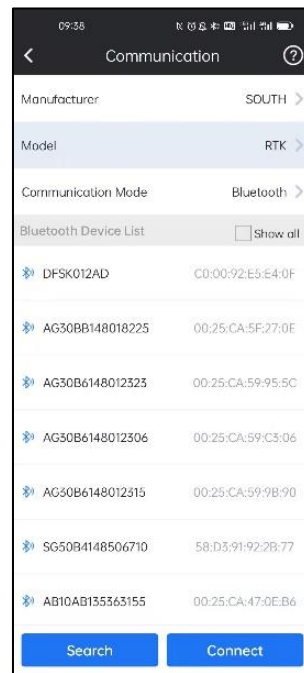 09:38
Communication
Manufacturer SOUTH
Model RTK
Communication Mode Bluetooth
Bluetooth Device List Show all
DFSK012AD C0:00:92:E5:E4:0F
AG30BB148018225 00:25:CA:5F:27:0E
AG30B6148012323 00:25:CA:59:95:5C
AG30B6148012306 00:25:CA:59:C3:06
AG30B6148012315 00:25:CA:59:9B:90
SG50B4148506710 58:D3:91:92:2B:77
AB10AB135363155 00:25:CA:47:0E:B6
Search Connect